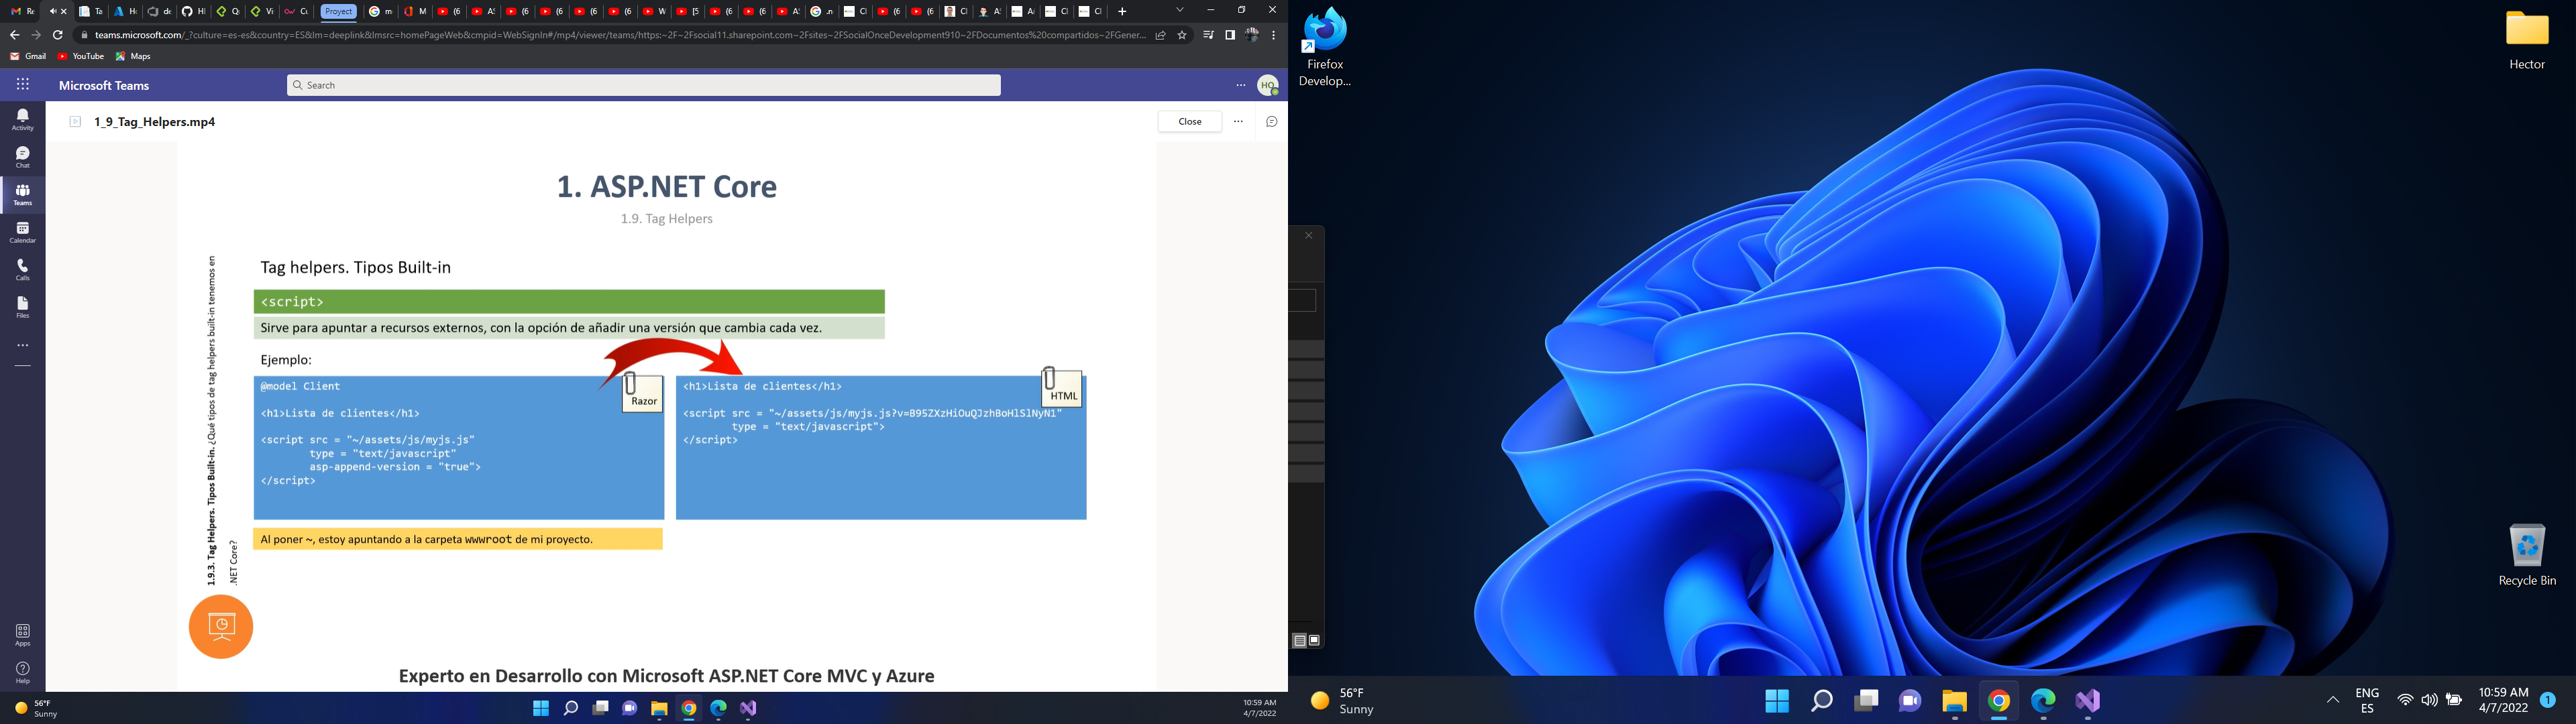 Proyect
teams.microsoft.com/_?culture=es-es&country=ES&lm=deeplink&lmsrc=homePageWeb&cmpid=WebSignIn#/mp4/viewer/teams/https:~2F~2Fsocial11.sharepoint.com~2Fsites~2FSocialOnceDevelopment910~2FDocumentos%20compartidos~2FGener...
Gmail
YouTube
Maps
Microsoft Teams
Search
HO
1_9_Tag_Helpers.mp4
Close
Activity
Chat
Teams
Calendar
Calls
Files
Apps
Help
1. ASP.NET Core
1.9. Tag Helpers
1.9.3. Tag Helpers. Tipos Built-in. ¿Qué tipos de tag helpers built-in tenemos en
.NET Core?
Tag helpers. Tipos Built-in
<script>
Sirve para apuntar a recursos externos, con la opción de añadir una versión que cambia cada vez.
Ejemplo:
@model Client
<h1>Lista de clientes</h1>
<script src = "~/assets/js/myjs.js"
type = "text/javascript"
asp-append-version = "true">
</script>
Razor
<h1>Lista de clientes</h1>
<script src = "~/assets/js/myjs.js?v=B95ZXzHiOuQJzhBoHlSlNyN1"
type = "text/javascript">
</script>
HTML
Al poner ~, estoy apuntando a la carpeta wwwroot de mi proyecto.
Experto en Desarrollo con Microsoft ASP.NET Core MVC y Azure
56°F
Sunny
10:59 AM
4/7/2022
Firefox
Develop...
Hector
Recycle Bin
56°F
Sunny
ENG
ES
10:59 AM
4/7/2022
1